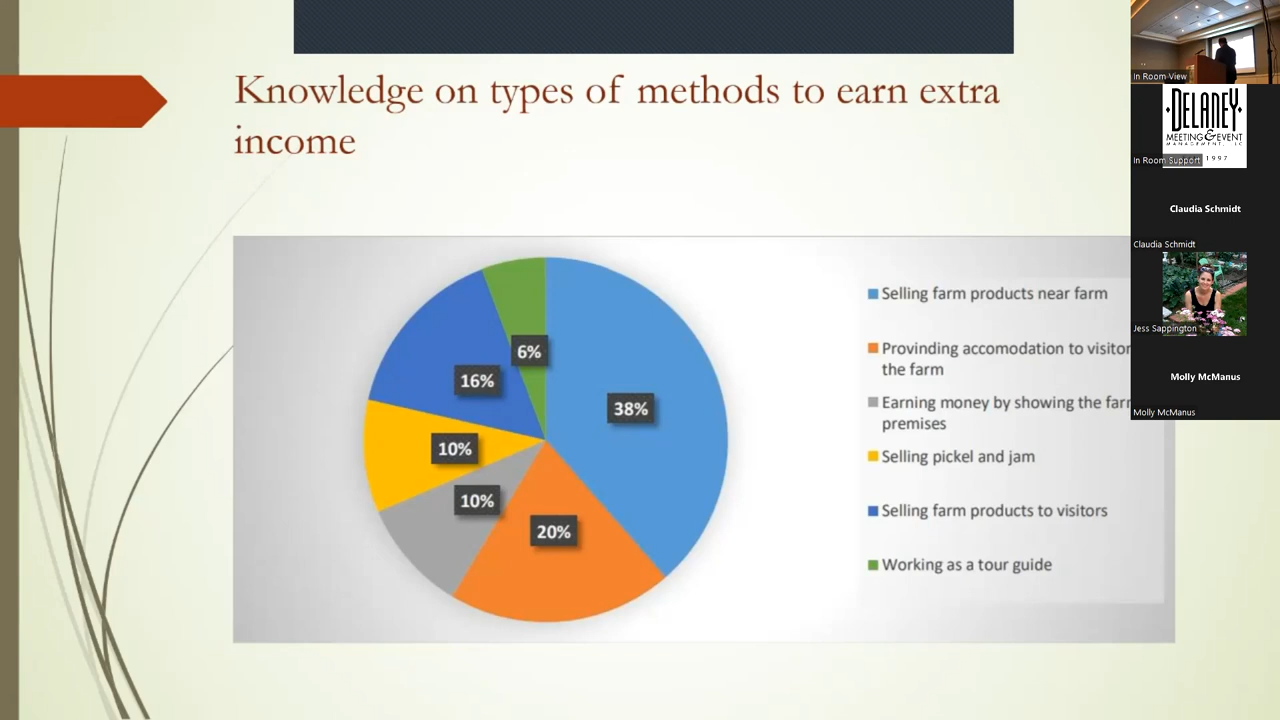 Knowledge on types of methods to earn extra
income
38%
20%
10%
10%
16%
6%
Selling farm products near farm
Provinding accomodation to visitor
the farm
Earning money by showing the farm
premises
Selling pickel and jam
Selling farm products to visitors
Working as a tour guide
In Room View
DELANEY
MEETING & EVENT
MANAGEMENT, LLC
1997
In Room Support
Claudia Schmidt
Claudia Schmidt
Jess Sappington
Molly McManus
Molly McManus